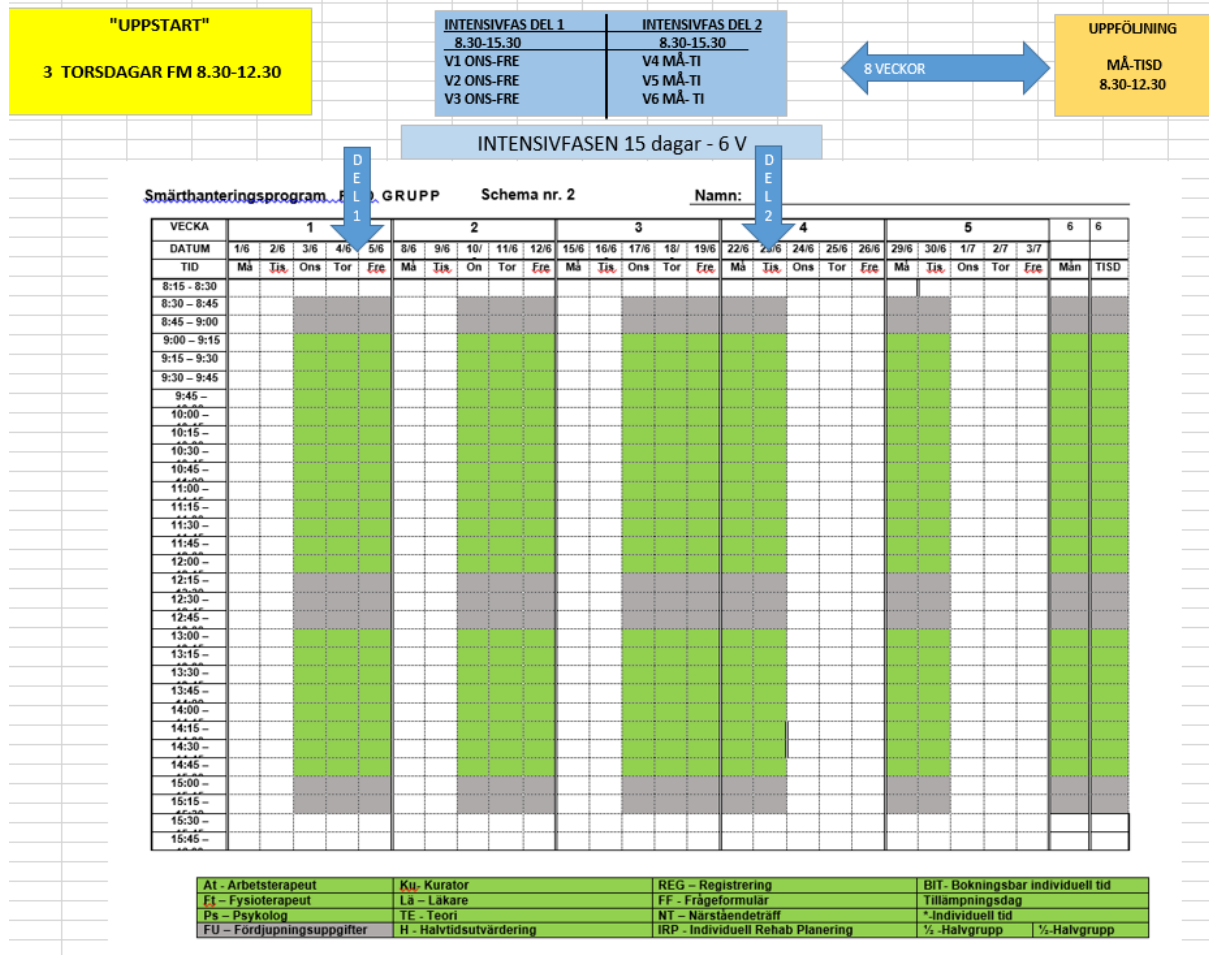 "UPPSTART"
3 TORSDAGAR FM 8.30-12.30
INTENSIVFAS DEL 1 INTENSIVFAS DEL 2
8.30-15.30 8.30-15.30
V1 ONS-FRE V4 MÅ-TI
V2 ONS-FRE V5 MÅ-TI
V3 ONS-FRE V6 MÅ- TI
8 VECKOR
UPPFÖLJNING
MÅ-TISD
8.30-12.30
INTENSIVFASEN 15 dagar - 6 V
DEL 1
DEL 2
Smärthanteringsprogram GRUPP Schema nr. 2 Namn:
VECKA 1 2 3 4 5 6 6
DATUM 1/6 2/6 3/6 4/6 5/6 8/6 9/6 10/ 11/6 12/6 15/6 16/6 17/6 18/ 19/6 22/6 23/6 24/6 25/6 26/6 29/6 30/6 1/7 2/7 3/7
TID Må Tis Ons Tor Fre Må Tis On Tor Fre Må Tis Ons Tor Fre Må Tis Ons Tor Fre Må Tis Ons Tor Fre Mån TISD
8:15 - 8:30
8:30 – 8:45
8:45 – 9:00
9:00 – 9:15
9:15 – 9:30
9:30 – 9:45
9:45 –
10:00 –
10:15 –
10:30 –
10:45 –
11:00 –
11:15 –
11:30 –
11:45 –
12:00 –
12:15 –
12:30 –
12:45 –
13:00 –
13:15 –
13:30 –
13:45 –
14:00 –
14:15 –
14:30 –
14:45 –
15:00 –
15:15 –
15:30 –
15:45 –
At - Arbetsterapeut Ku- Kurator REG – Registrering BIT- Bokningsbar individuell tid
Ft – Fysioterapeut Lä – Läkare FF - Frågeformulär Tillämpningsdag
Ps – Psykolog TE - Teori NT – Närståendeträff *-Individuell tid
FU – Fördjupningsuppgifter H - Halvtidsutvärdering IRP - Individuell Rehab Planering ½ -Halvgrupp ½-Halvgrupp